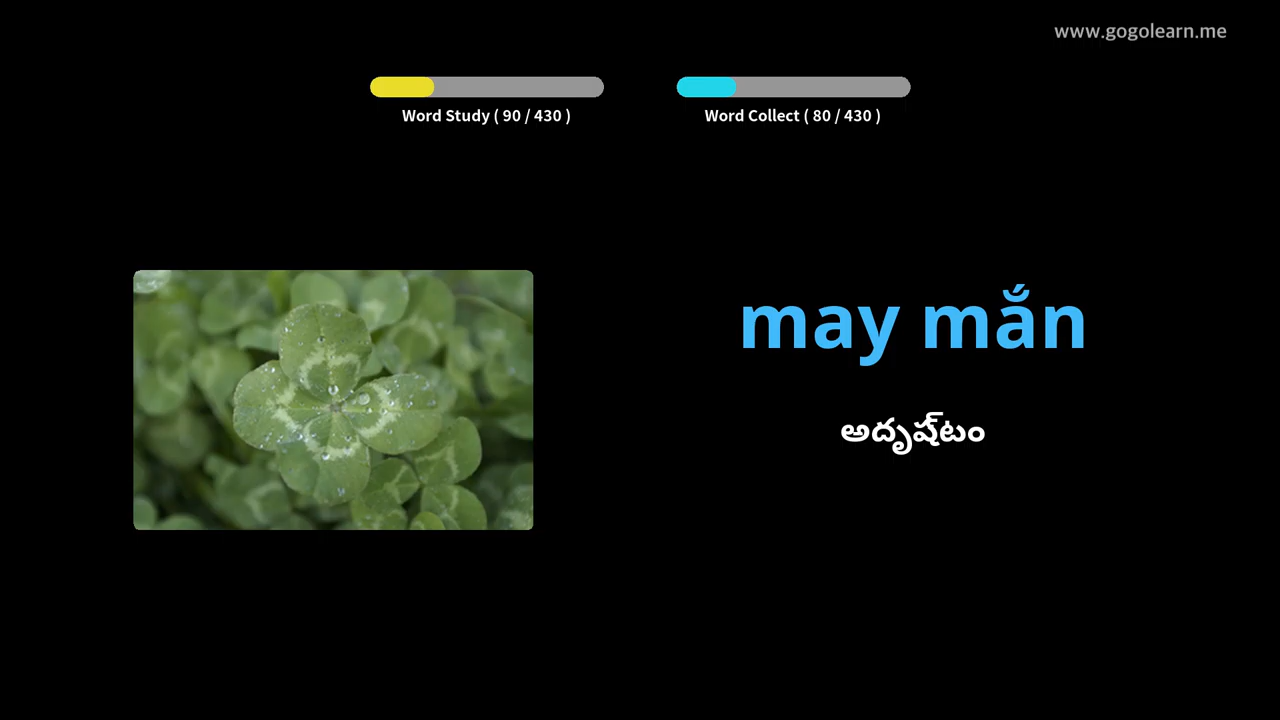 www.gogolearn.me
Word Study ( 90 / 430 )
Word Collect ( 80 / 430 )
may mắn
అదృష్‌టం